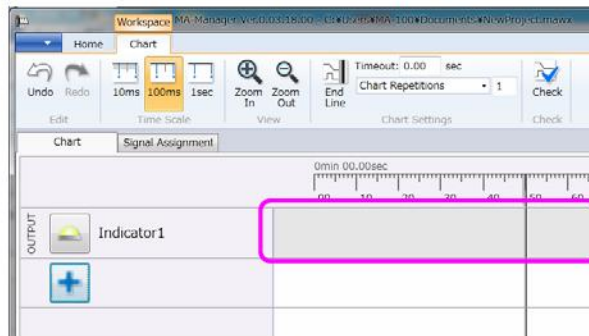 Workspace MA-Manager Ver.0.03.18.00 - C:¥Users¥MA-100¥Documents¥NewProject.mawx
Home Chart
Undo Redo 10ms 100ms 1sec Zoom In Zoom Out End Line Timeout: 0.00 sec
Chart Repetitions 1 Check
Edit Time Scale View Chart Settings Check
Chart Signal Assignment
0min 00.00sec
00 10 20 30 40 50 60
OUTPUT Indicator1